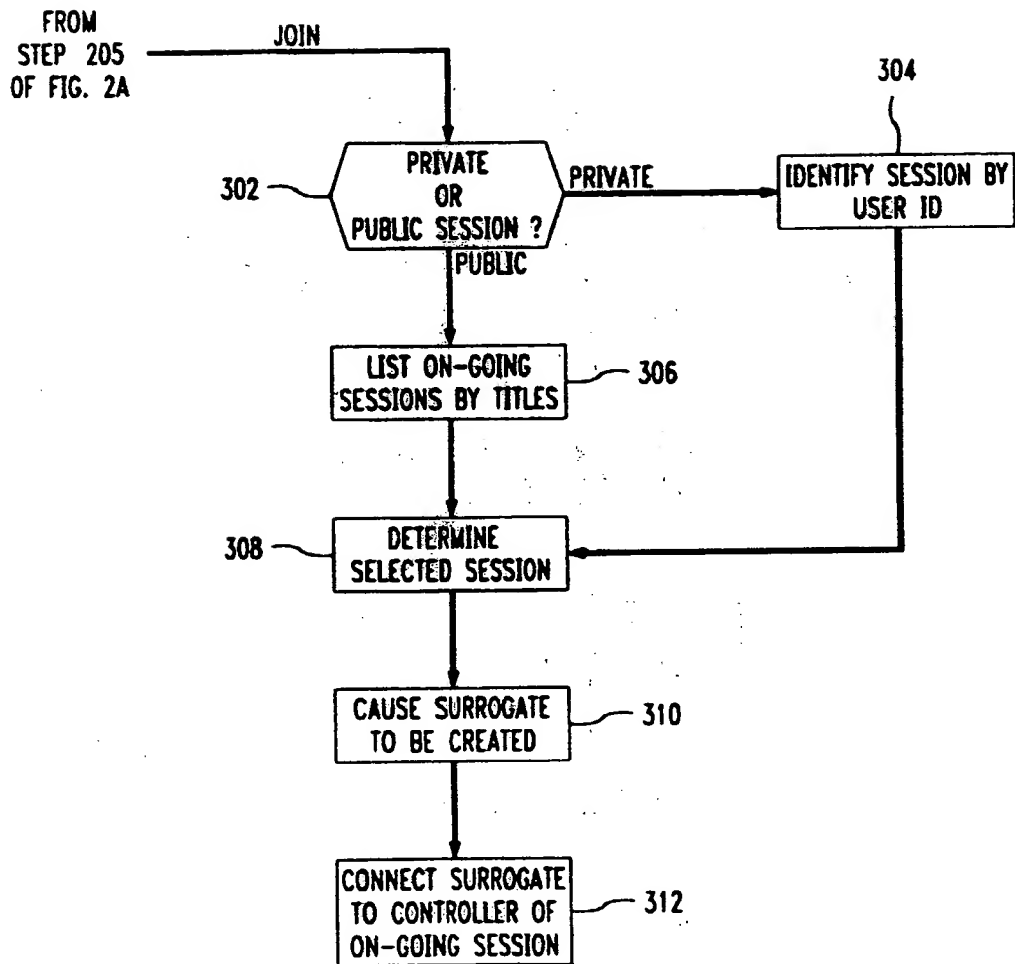 FROM
STEP 205
OF FIG. 2A
JOIN
302
PRIVATE
OR
PUBLIC SESSION ?
PRIVATE
PUBLIC
304
IDENTIFY SESSION BY
USER ID
LIST ON-GOING
SESSIONS BY TITLES
306
308
DETERMINE
SELECTED SESSION
CAUSE SURROGATE
TO BE CREATED
310
CONNECT SURROGATE
TO CONTROLLER OF
ON-GOING SESSION
312